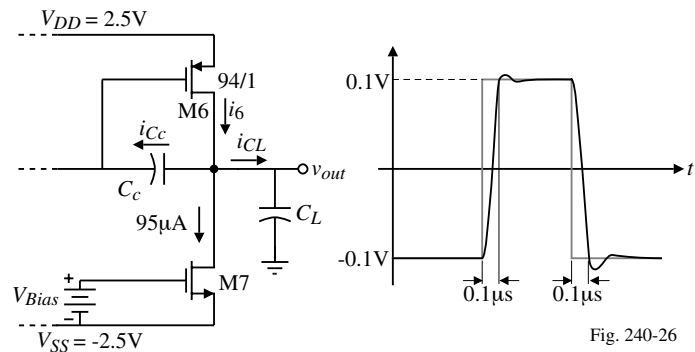 V_DD = 2.5V
94/1
M6
i_6
i_Cc
i_CL
C_c
v_out
95μA
C_L
M7
V_Bias
+
−
V_SS = -2.5V
0.1V
t
-0.1V
0.1μs
0.1μs
Fig. 240-26